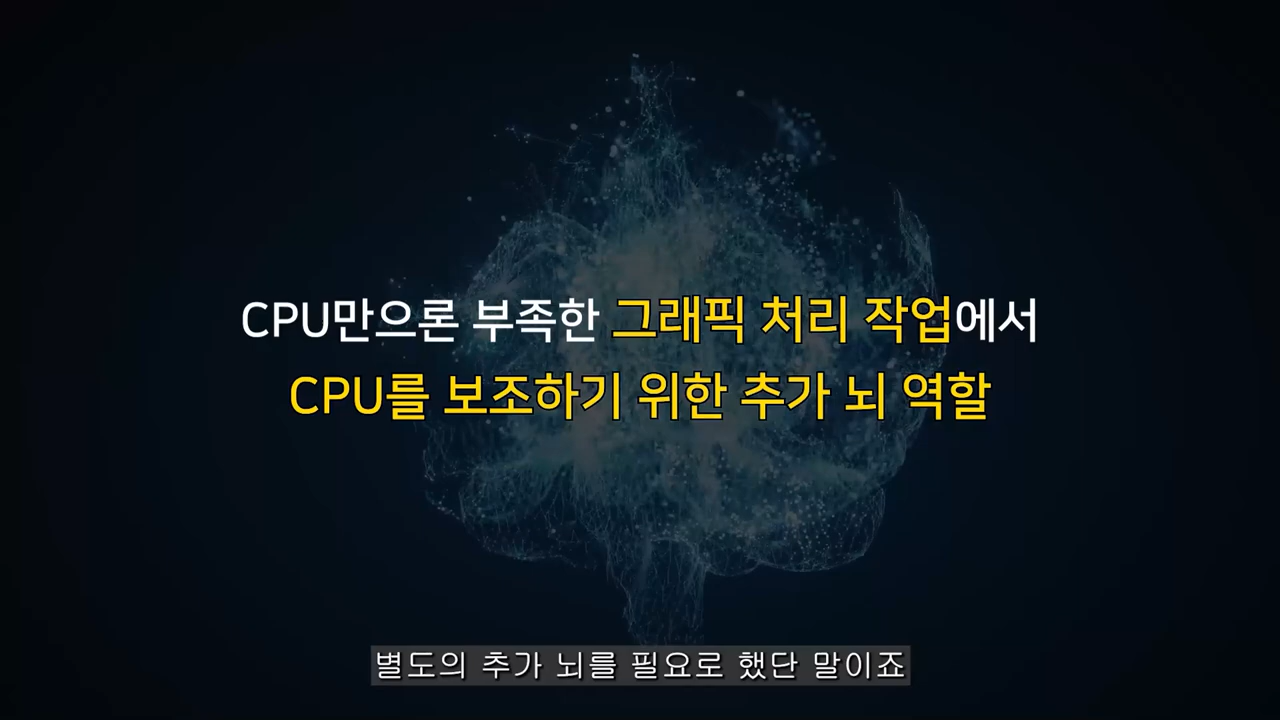 CPU만으론 부족한 그래픽 처리 작업에서
CPU를 보조하기 위한 추가 뇌 역할
별도의 추가 뇌를 필요로 했단 말이죠